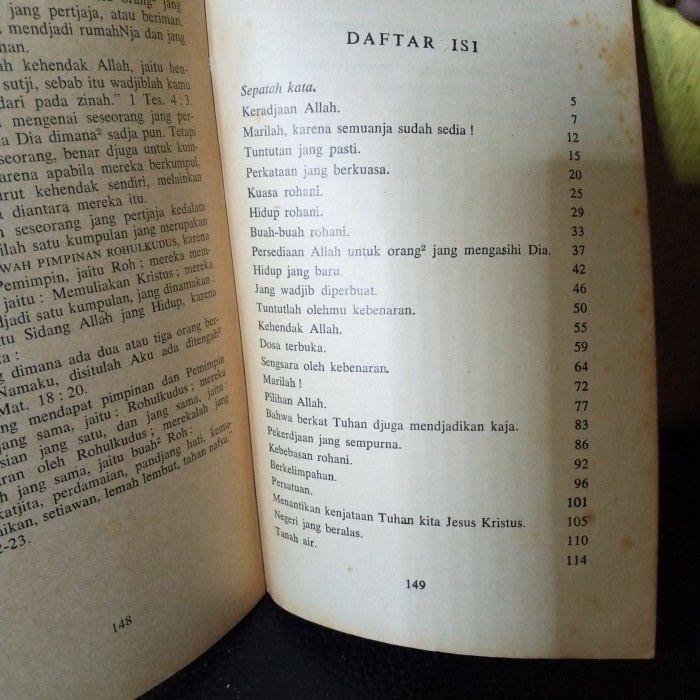 jang pertjaja, atau beriman,
mendjadi rumahNja dan jang
kehendak Allah, jaitu hen-
sutji, sebab itu wadjiblah kamu
dari pada zinah." 1 Tes. 4:3.
mengenai seseorang jang per-
Dia dimana² sadja pun. Tetapi
seorang, benar djuga untuk kum-
karena apabila mereka berkumpul,
kehendak sendiri, melainkan
diantara mereka itu.
seseorang jang pertjaja kedalam
satu kumpulan jang merupakan
PIMPINAN ROHULKUDUS, karena
Pemimpin, jaitu Roh; mereka mem-
jaitu: Memuliakan Kristus; mereka
satu kumpulan, jang dinamakan:
Sidang Allah jang Hidup, karena
dimana ada dua atau tiga orang ber-
Namaku, disitulah Aku ada ditengah²
Mat. 18:20.
mendapat pimpinan dan Pemimpin
jang sama, jaitu: Rohulkudus; mereka
jang satu, dan jang sama, jaitu:
oleh Rohulkudus; merekalah jang
jang sama, jaitu buah² Roh:
perdamaian, pandjang hati, kemu-
setiawan, lemah lembut, tahan nafsu."
148
DAFTAR ISI
Sepatah kata. 5
Keradjaan Allah. 7
Marilah, karena semuanja sudah sedia ! 12
Tuntutan jang pasti. 15
Perkataan jang berkuasa. 20
Kuasa rohani. 25
Hidup rohani. 29
Buah-buah rohani. 33
Persediaan Allah untuk orang² jang mengasihi Dia. 37
Hidup jang baru. 42
Jang wadjib diperbuat. 46
Tuntutlah olehmu kebenaran. 50
Kehendak Allah. 55
Dosa terbuka. 59
Sengsara oleh kebenaran. 64
Marilah ! 72
Pilihan Allah. 77
Bahwa berkat Tuhan djuga mendjadikan kaja. 83
Pekerdjaan jang sempurna. 86
Kebebasan rohani. 92
Berkelimpahan. 96
Persatuan. 101
Menantikan kenjataan Tuhan kita Jesus Kristus. 105
Negeri jang beralas. 110
Tanah air. 114
149